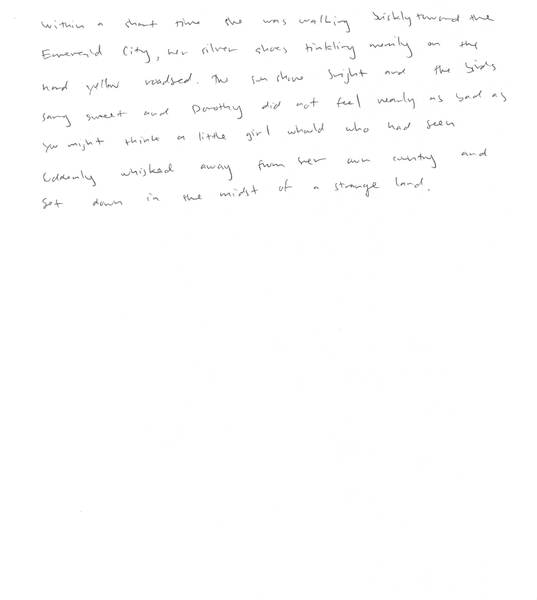 Within a short time she was walking briskly toward the
Emerald City, her silver shoes tinkling merrily on the
hard yellow roadbed. The sun shone bright and the birds
sang sweet and Dorothy did not feel nearly as bad as
you might think a little girl whould who had been
suddenly whisked away from her own country and
set down in the midst of a strange land.